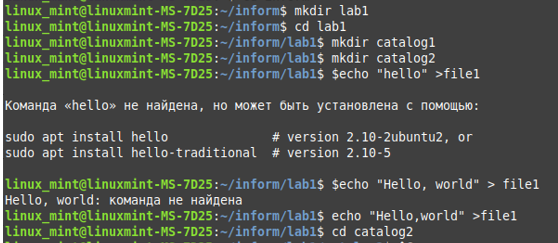 linux_mint@linuxmint-MS-7D25:~/inform$ mkdir lab1
linux_mint@linuxmint-MS-7D25:~/inform$ cd lab1
linux_mint@linuxmint-MS-7D25:~/inform/lab1$ mkdir catalog1
linux_mint@linuxmint-MS-7D25:~/inform/lab1$ mkdir catalog2
linux_mint@linuxmint-MS-7D25:~/inform/lab1$ $echo "hello" >file1
Команда «hello» не найдена, но может быть установлена с помощью:
sudo apt install hello              # version 2.10-2ubuntu2, or
sudo apt install hello-traditional  # version 2.10-5
linux_mint@linuxmint-MS-7D25:~/inform/lab1$ $echo "Hello, world" > file1
Hello, world: команда не найдена
linux_mint@linuxmint-MS-7D25:~/inform/lab1$ echo "Hello,world" >file1
linux_mint@linuxmint-MS-7D25:~/inform/lab1$ cd catalog2